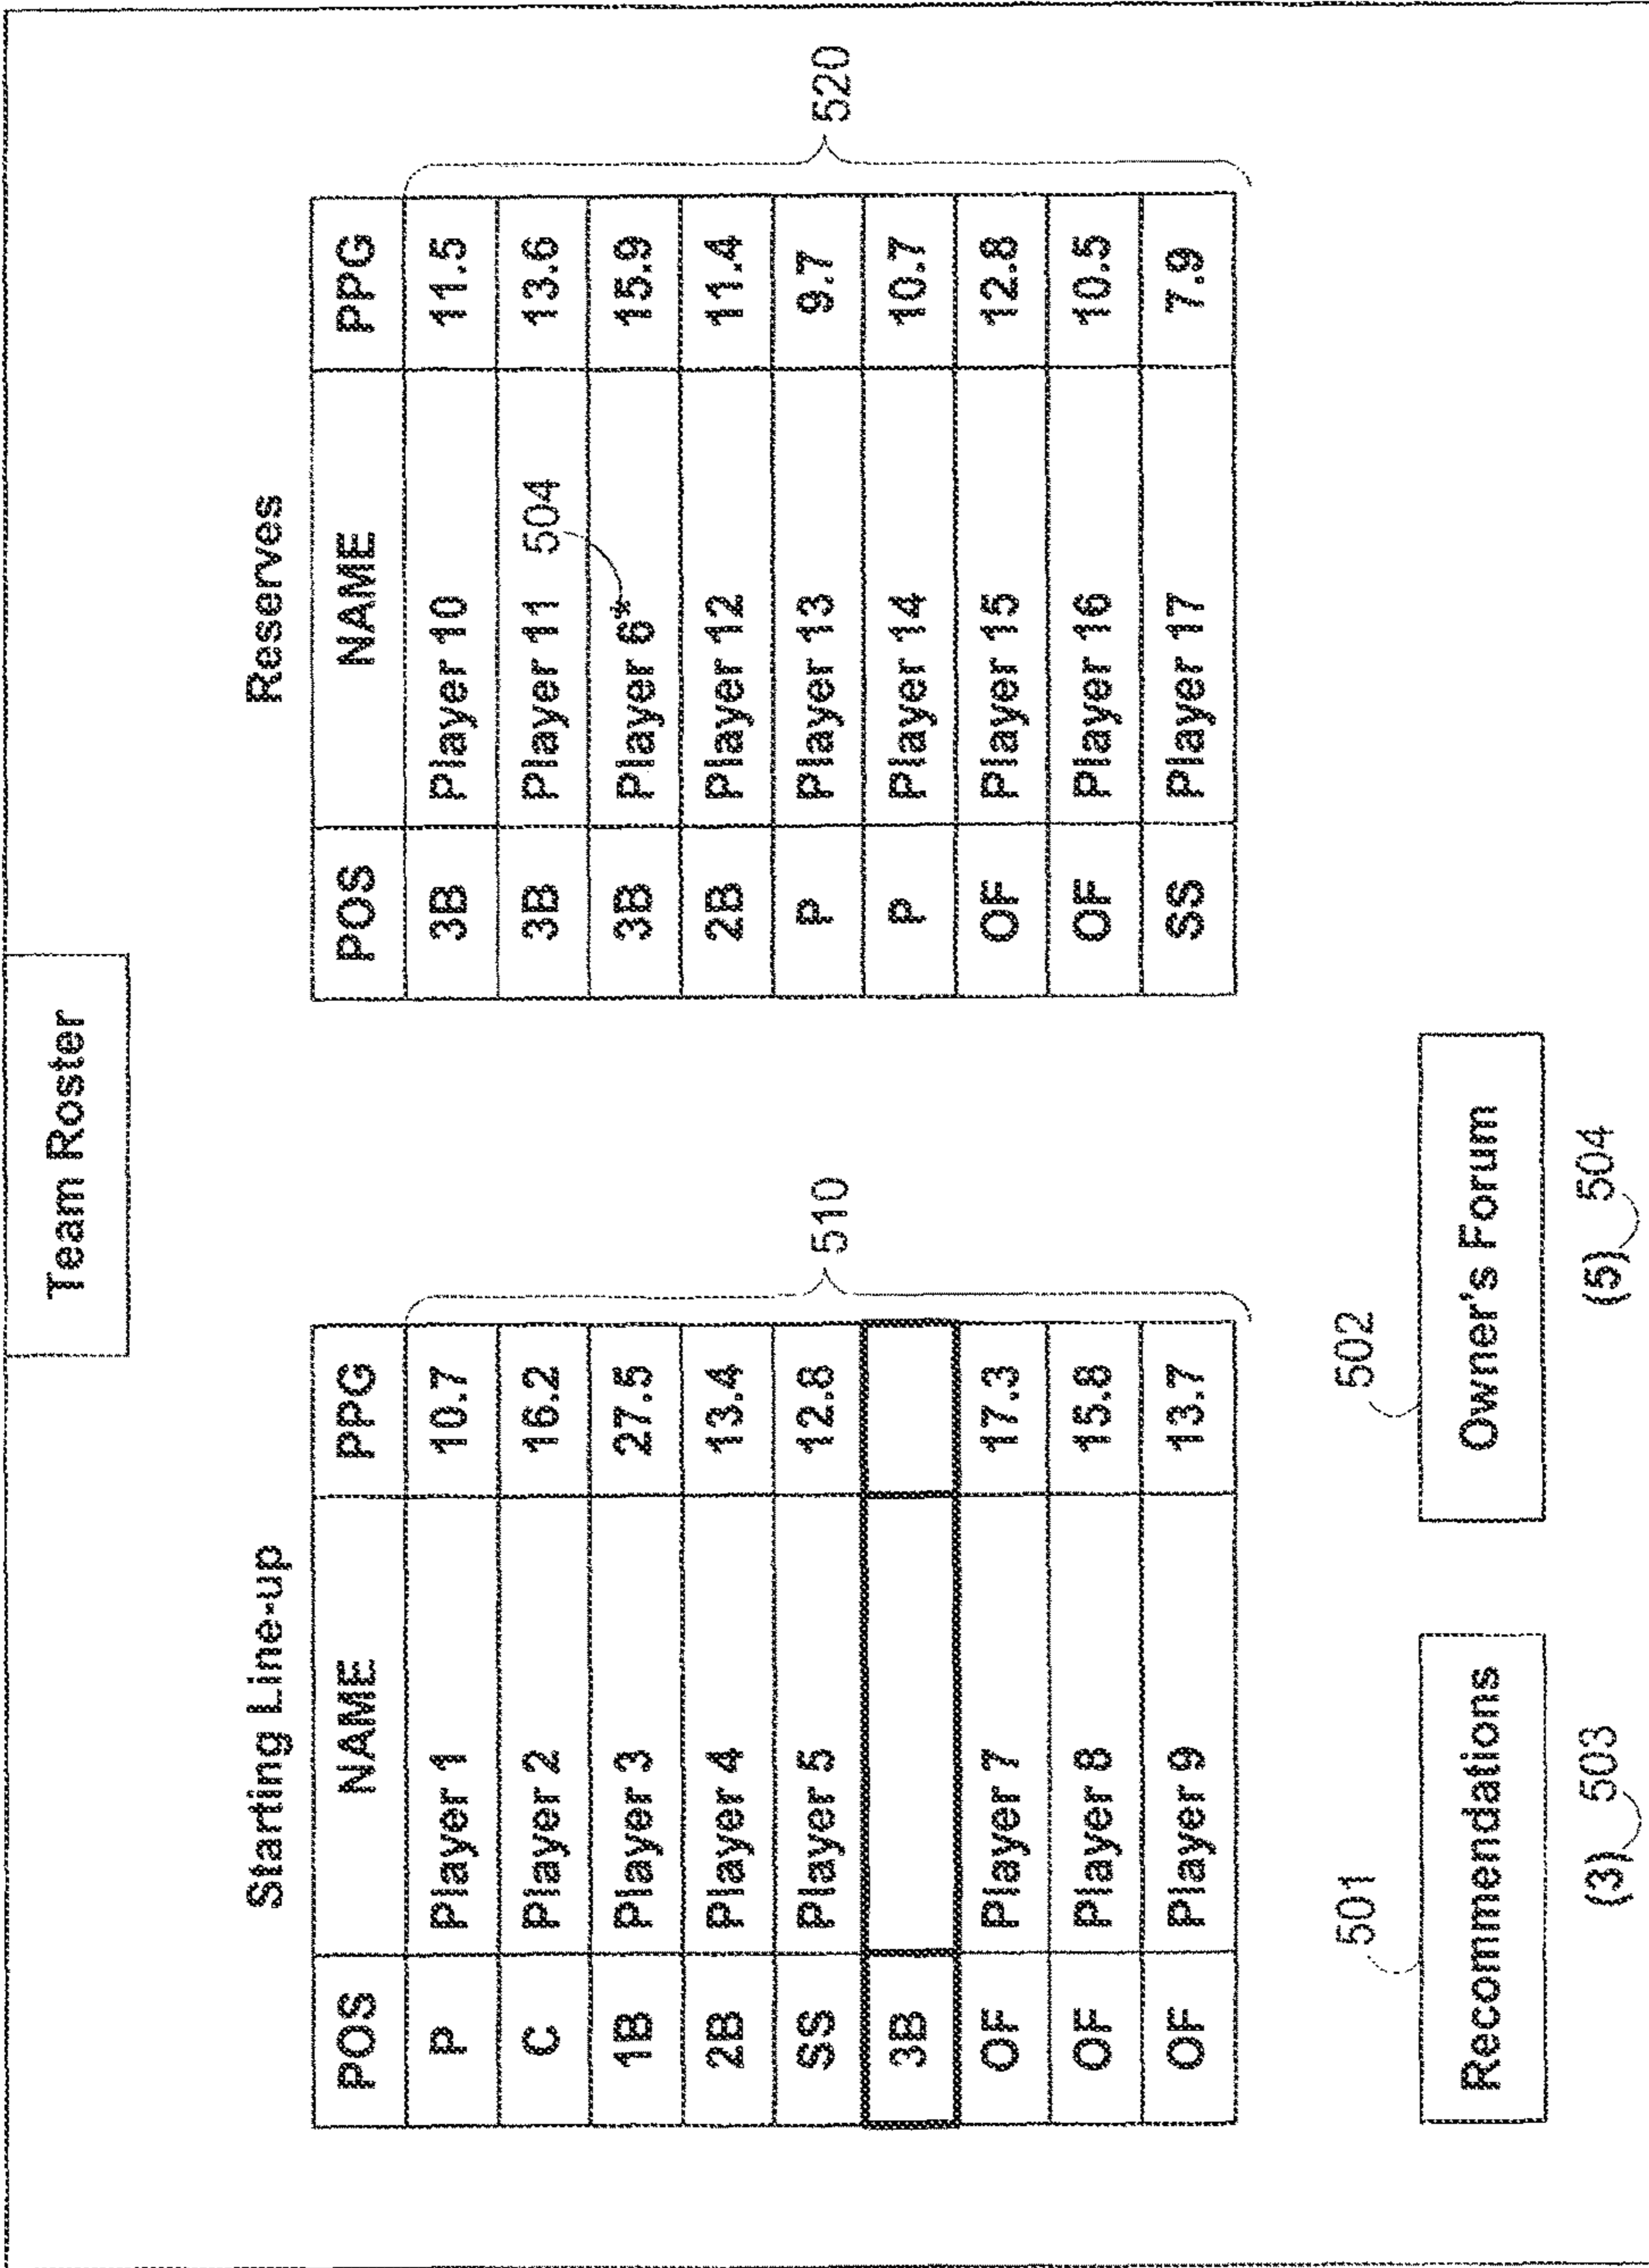 Team Roster
Starting Line-up
POS NAME PPG
P Player 1 10.7
C Player 2 16.2
1B Player 3 27.5
2B Player 4 13.4
SS Player 5 12.8
3B
OF Player 7 17.3
OF Player 8 15.8
OF Player 9 13.7
510
Reserves
POS NAME PPG
3B Player 10 11.5
3B Player 11 13.6
504
3B Player 6* 15.9
2B Player 12 11.4
P Player 13 9.7
P Player 14 10.7
OF Player 15 12.8
OF Player 16 10.5
SS Player 17 7.9
520
501
Recommendations
(3) 503
502
Owner's Forum
(5) 504